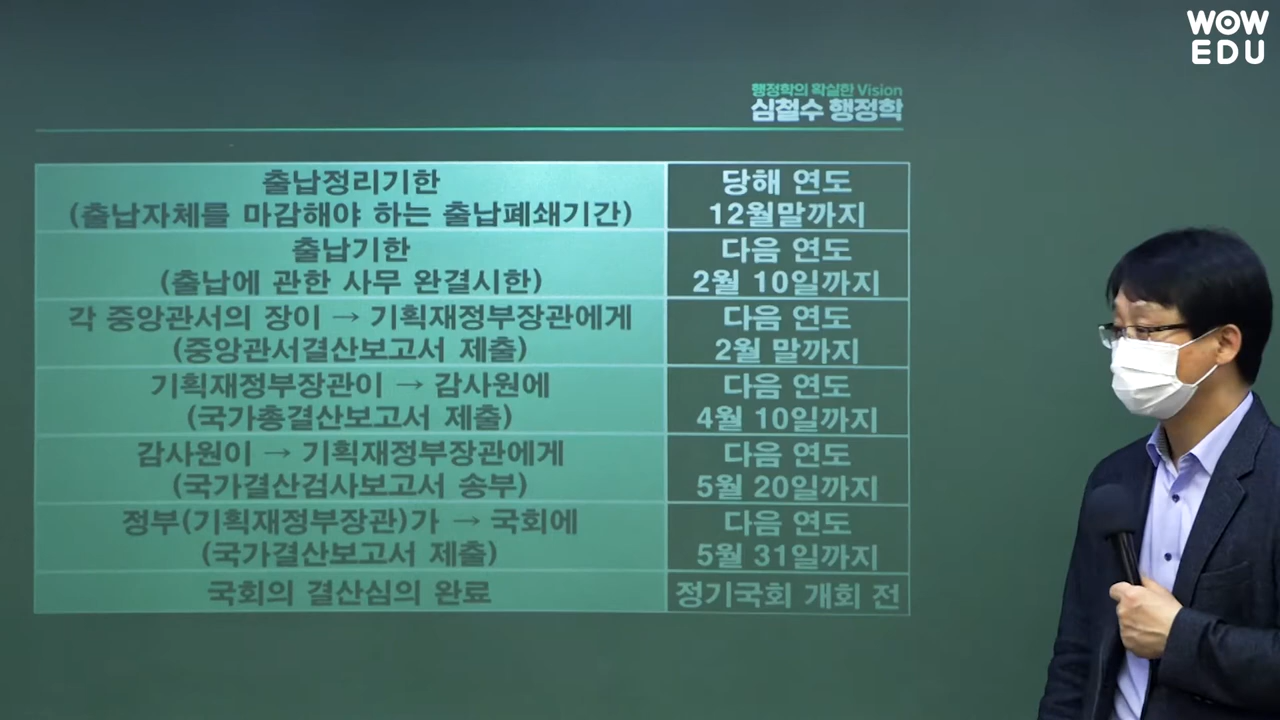 WOW
EDU
행정학의 확실한 Vision
심철수 행정학
출납정리기한
(출납자체를 마감해야 하는 출납폐쇄기간)
당해 연도
12월말까지
출납기한
(출납에 관한 사무 완결시한)
다음 연도
2월 10일까지
각 중앙관서의 장이 → 기획재정부장관에게
(중앙관서결산보고서 제출)
다음 연도
2월 말까지
기획재정부장관이 → 감사원에
(국가총결산보고서 제출)
다음 연도
4월 10일까지
감사원이 → 기획재정부장관에게
(국가결산검사보고서 송부)
다음 연도
5월 20일까지
정부(기획재정부장관)가 → 국회에
(국가결산보고서 제출)
다음 연도
5월 31일까지
국회의 결산심의 완료
정기국회 개회 전